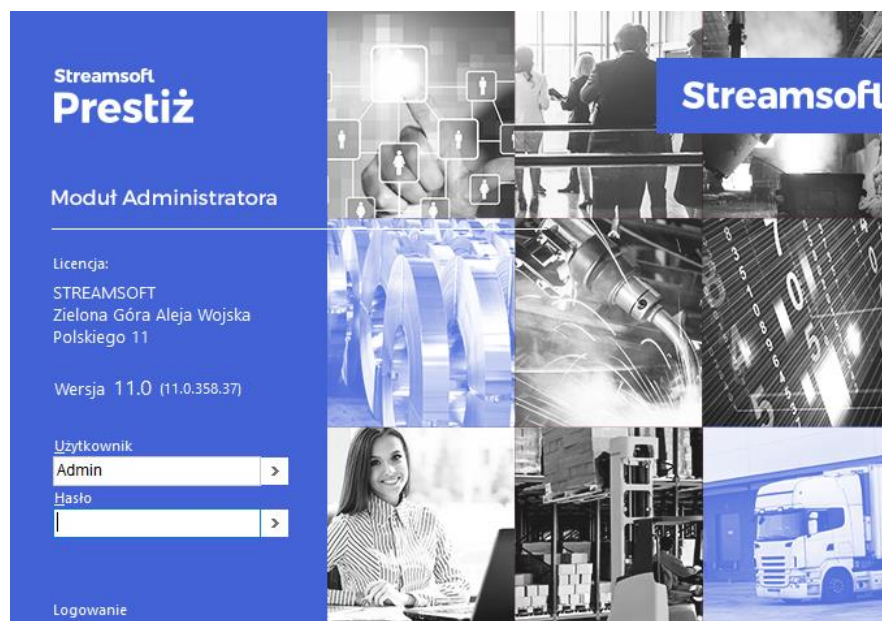 Streamsoft
Prestiż
Streamsoft
Moduł Administratora
Licencja:
STREAMSOFT
Zielona Góra Aleja Wojska
Polskiego 11
Wersja 11.0 (11.0.358.37)
Użytkownik
Admin
Hasło
Logowanie